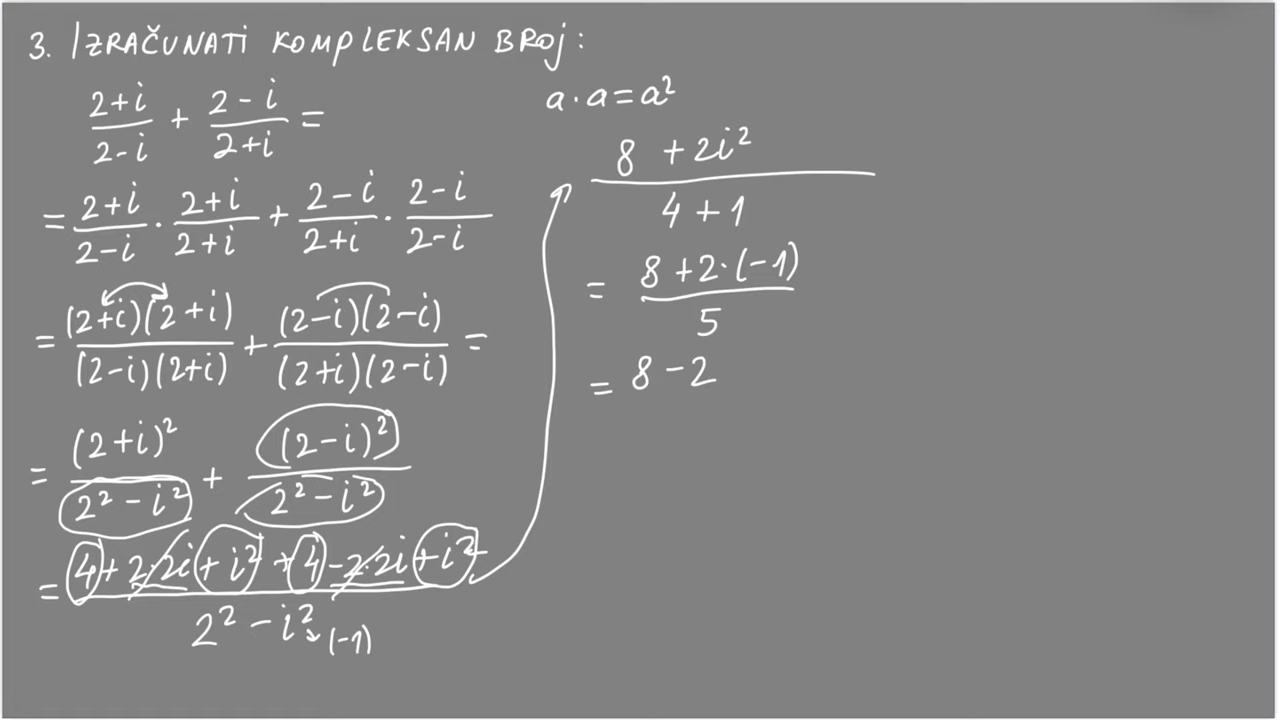 3. IZRAČUNATI KOMPLEKSAN BROJ:
(2+i)/(2-i) + (2-i)/(2+i) =
= (2+i)/(2-i) · (2+i)/(2+i) + (2-i)/(2+i) · (2-i)/(2-i)
= ((2+i)(2+i))/((2-i)(2+i)) + ((2-i)(2-i))/((2+i)(2-i)) =
= (2+i)²/(2² - i²) + (2-i)²/(2² - i²)
= (4 + 2·2i + i² + 4 - 2·2i + i²)/(2² - i²)
(-1)
a·a = a²
(8 + 2i²)/(4 + 1)
= (8 + 2·(-1))/5
= 8 - 2